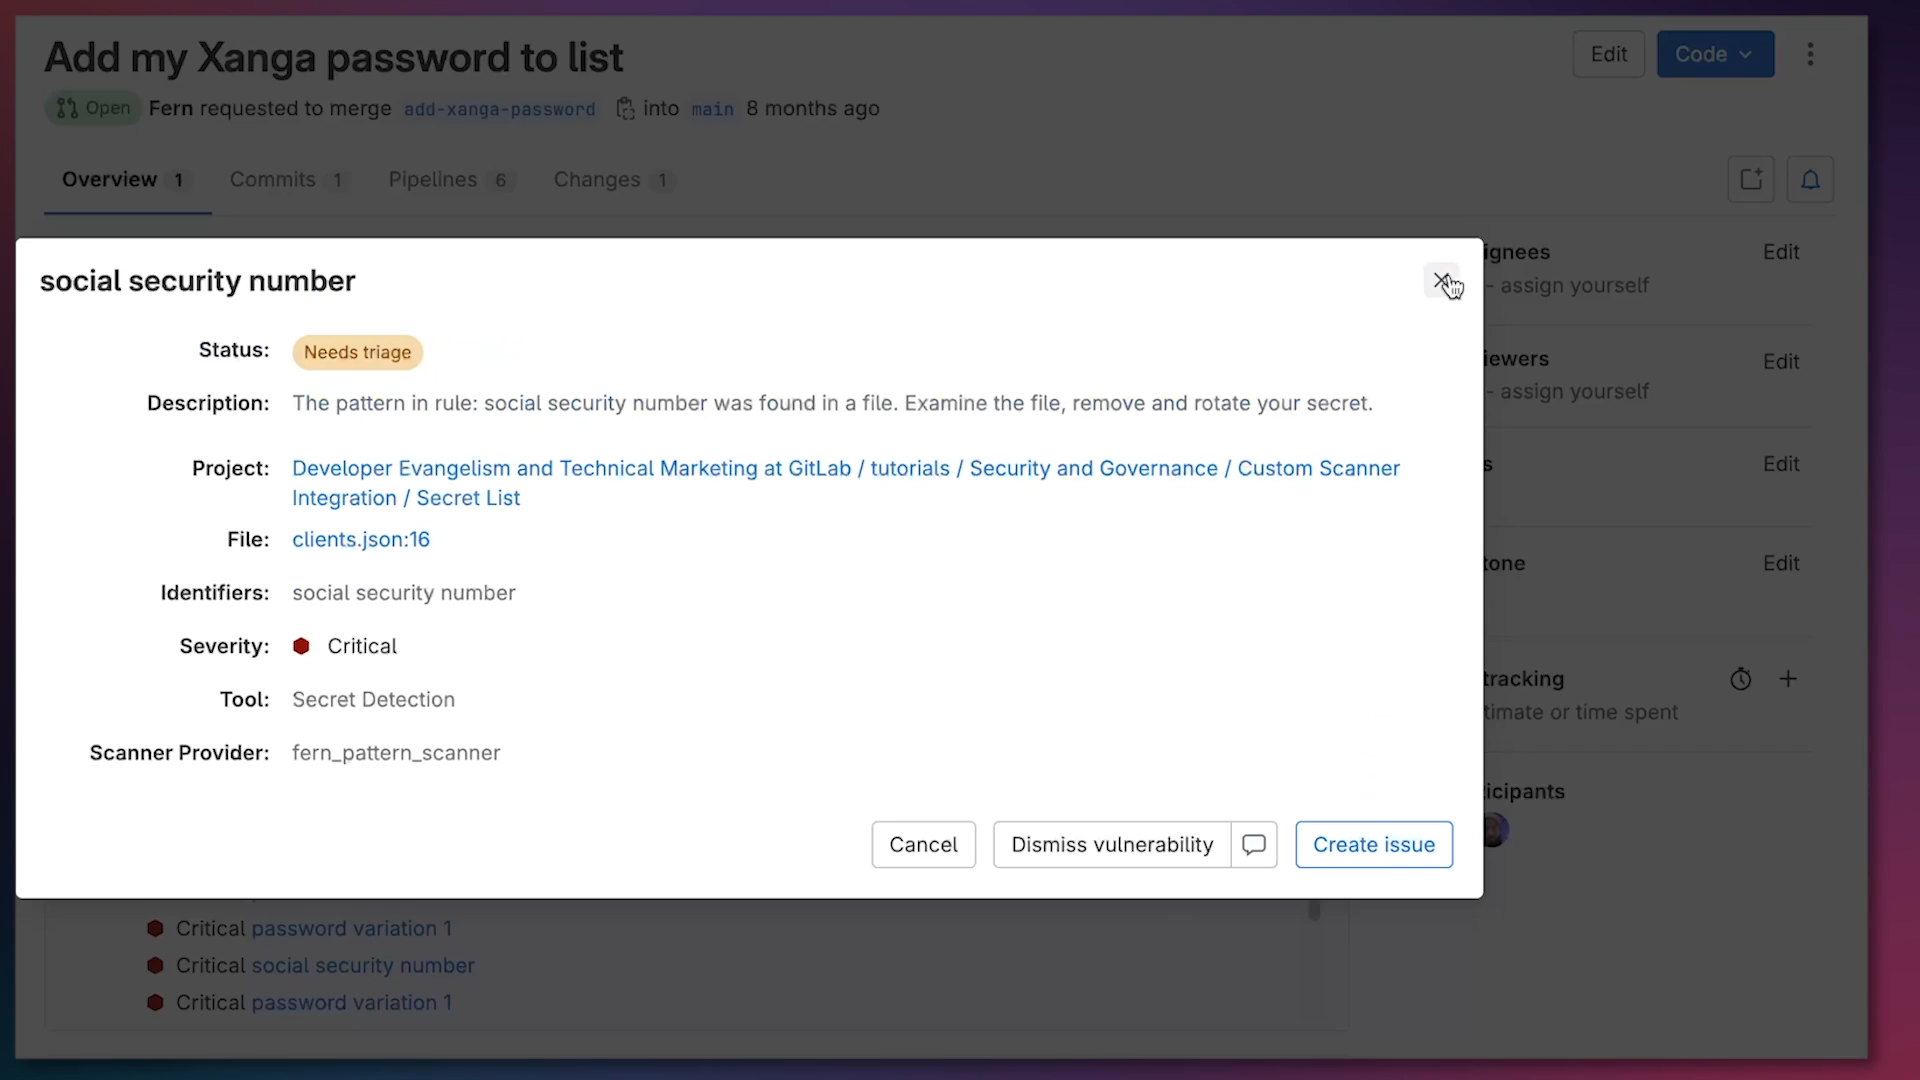 Add my Xanga password to list
Edit
Code
Open Fern requested to merge add-xanga-password into main 8 months ago
Overview 1
Commits 1
Pipelines 6
Changes 1
social security number
Status: Needs triage
Description: The pattern in rule: social security number was found in a file. Examine the file, remove and rotate your secret.
Project: Developer Evangelism and Technical Marketing at GitLab / tutorials / Security and Governance / Custom Scanner
Integration / Secret List
File: clients.json:16
Identifiers: social security number
Severity: Critical
Tool: Secret Detection
Scanner Provider: fern_pattern_scanner
Cancel
Dismiss vulnerability
Create issue
ignees Edit
- assign yourself
iewers Edit
- assign yourself
s Edit
tone Edit
tracking
timate or time spent
icipants
Critical password variation 1
Critical social security number
Critical password variation 1